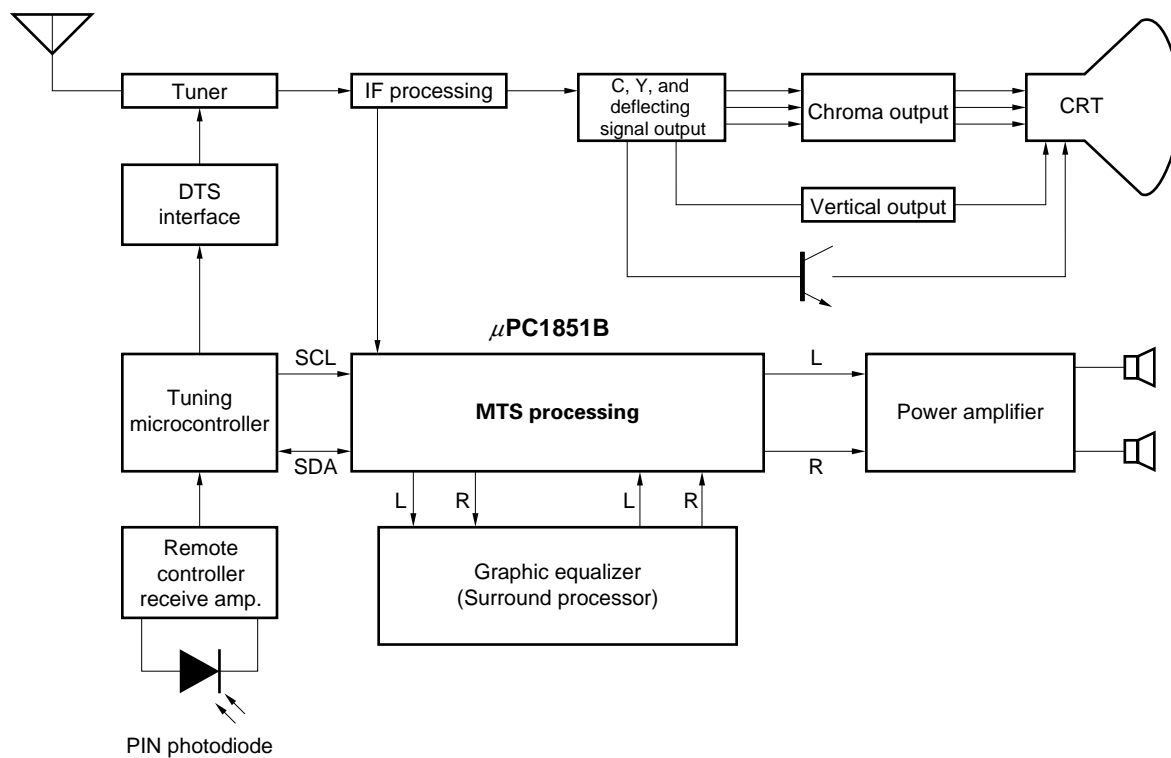 Tuner
IF processing
C, Y, and
deflecting
signal output
Chroma output
CRT
DTS
interface
Vertical output
μPC1851B
SCL
L
Tuning
microcontroller
MTS processing
Power amplifier
SDA
R
L
R
L
R
Remote
controller
receive amp.
Graphic equalizer
(Surround processor)
PIN photodiode